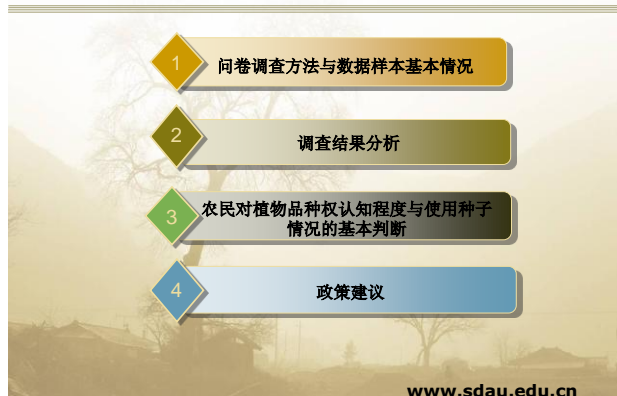 1
问卷调查方法与数据样本基本情况
2
调查结果分析
3
农民对植物品种权认知程度与使用种子
情况的基本判断
4
政策建议
www.sdau.edu.cn